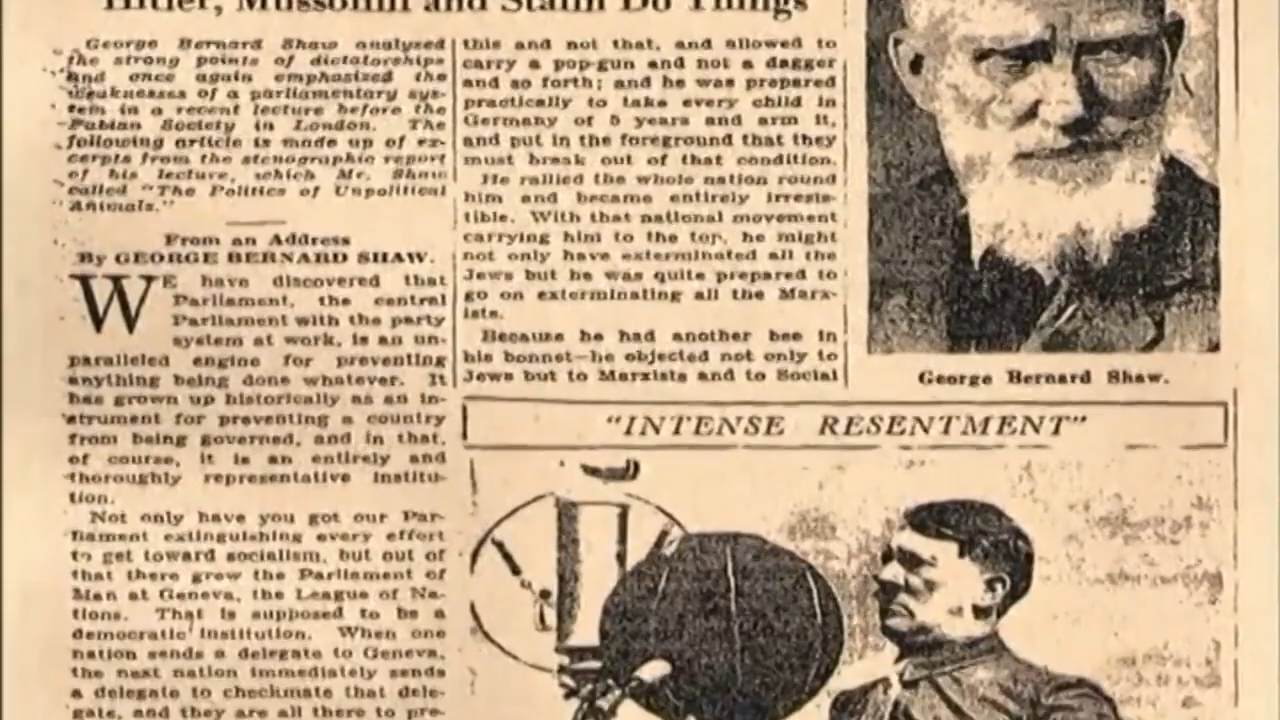 Hitler, Mussolini and Stalin Do Things
George Bernard Shaw analyzed
the strong points of dictatorships
and once again emphasized the
weaknesses of a parliamentary sys-
tem in a recent lecture before the
Fabian Society in London. The
following article is made up of ex-
cerpts from the stenographic report
of his lecture, which Mr. Shaw
called "The Politics of Unpolitical
Animals."
From an Address
By GEORGE BERNARD SHAW.
WE have discovered that
Parliament, the central
Parliament with the party
system at work, is an un-
paralleled engine for preventing
anything being done whatever. It
has grown up historically as an in-
strument for preventing a country
from being governed, and in that,
of course, it is an entirely and
thoroughly representative institu-
tion.
Not only have you got our Par-
liament extinguishing every effort
to get toward socialism, but out of
that there grew the Parliament of
Man at Geneva, the League of Na-
tions. That is supposed to be a
democratic institution. When one
nation sends a delegate to Geneva,
the next nation immediately sends
a delegate to checkmate that dele-
gate, and they are all there to pre-
this and not that, and allowed to
carry a pop-gun and not a dagger
and so forth; and he was prepared
practically to take every child in
Germany of 5 years and arm it,
and put in the foreground that they
must break out of that condition.
He rallied the whole nation round
him and became entirely irresis-
tible. With that national movement
carrying him to the top, he might
not only have exterminated all the
Jews but he was quite prepared to
go on exterminating all the Marx-
ists.
Because he had another bee in
his bonnet—he objected not only to
Jews but to Marxists and to Social
George Bernard Shaw.
"INTENSE RESENTMENT"